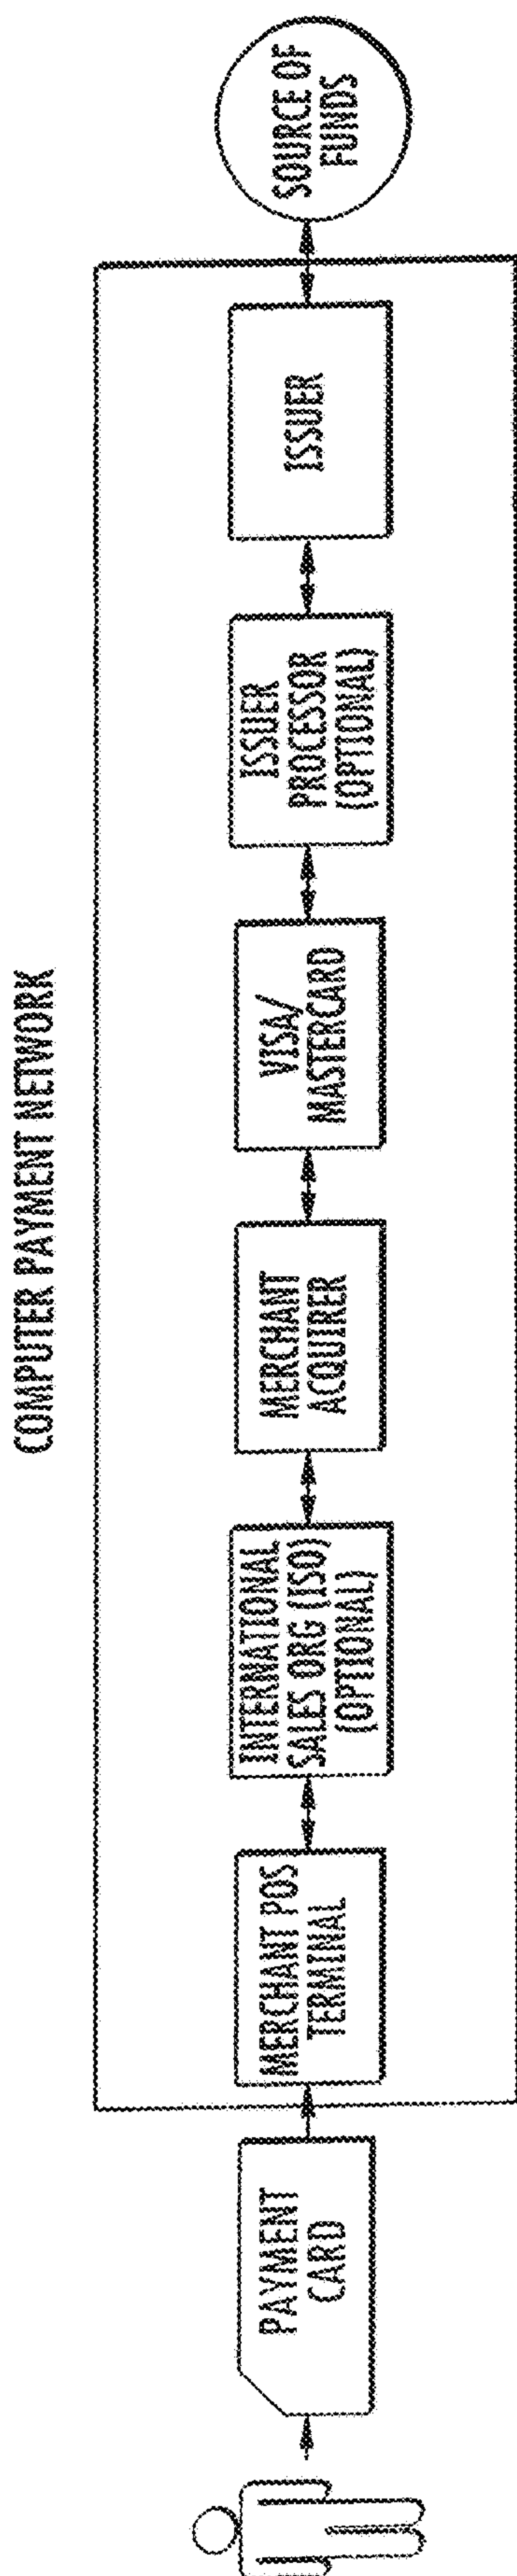 COMPUTER PAYMENT NETWORK
PAYMENT
CARD
MERCHANT POS
TERMINAL
INTERNATIONAL
SALES ORG (ISO)
(OPTIONAL)
MERCHANT
ACQUIRER
VISA/
MASTERCARD
ISSUER
PROCESSOR
(OPTIONAL)
ISSUER
SOURCE OF
FUNDS